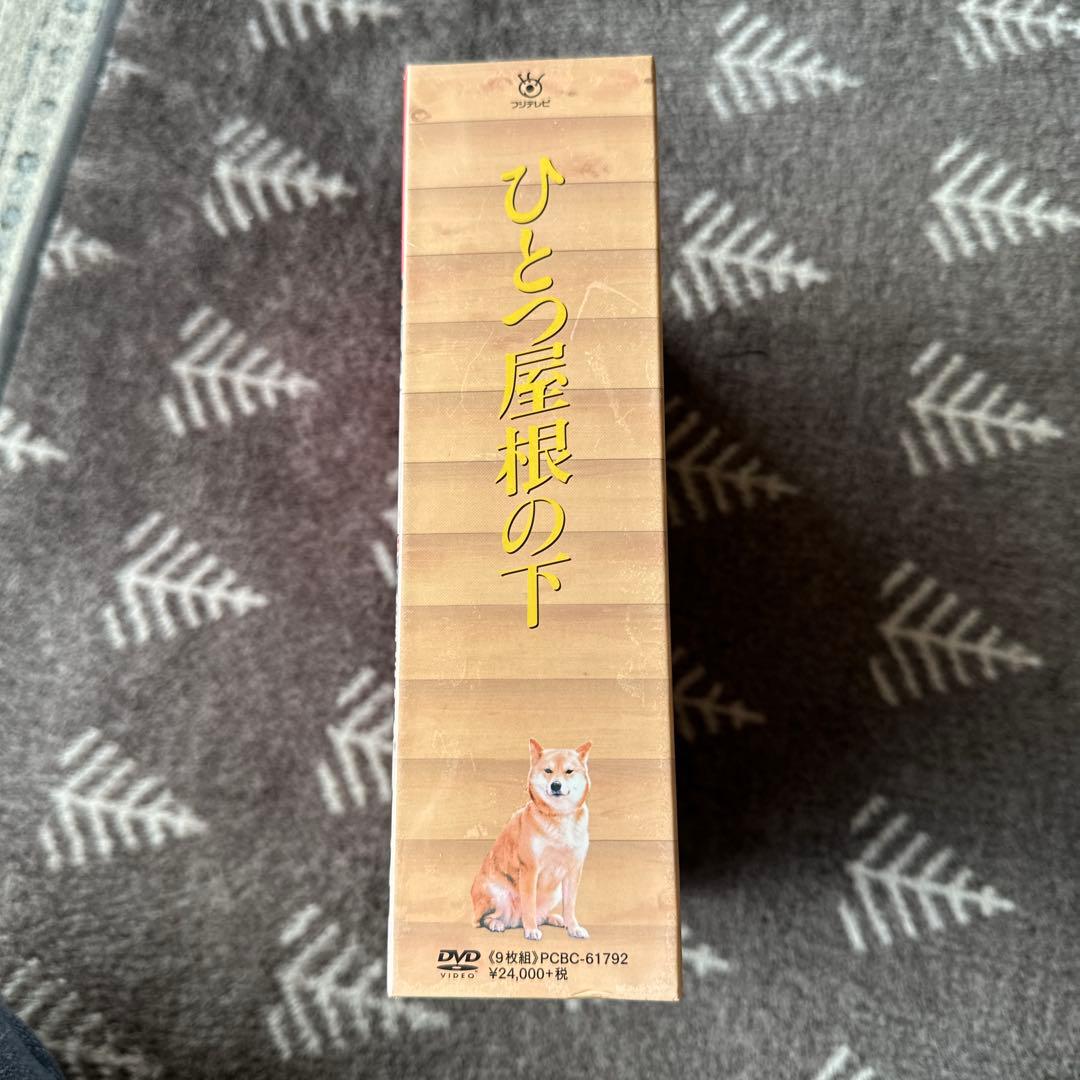 フジテレビ
ひとつ屋根の下
DVD
VIDEO
《9枚組》PCBC-61792
¥24,000+税